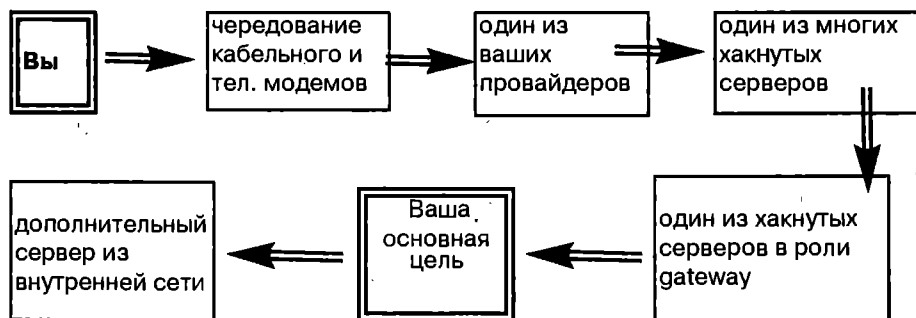 Вы
чередование
кабельного и
тел. модемов
один из
ваших
провайдеров
один из многих
хакнутых
серверов
один из хакнутых
серверов в роли
gateway
Ваша
основная
цель
дополнительный
сервер из
внутренней сети